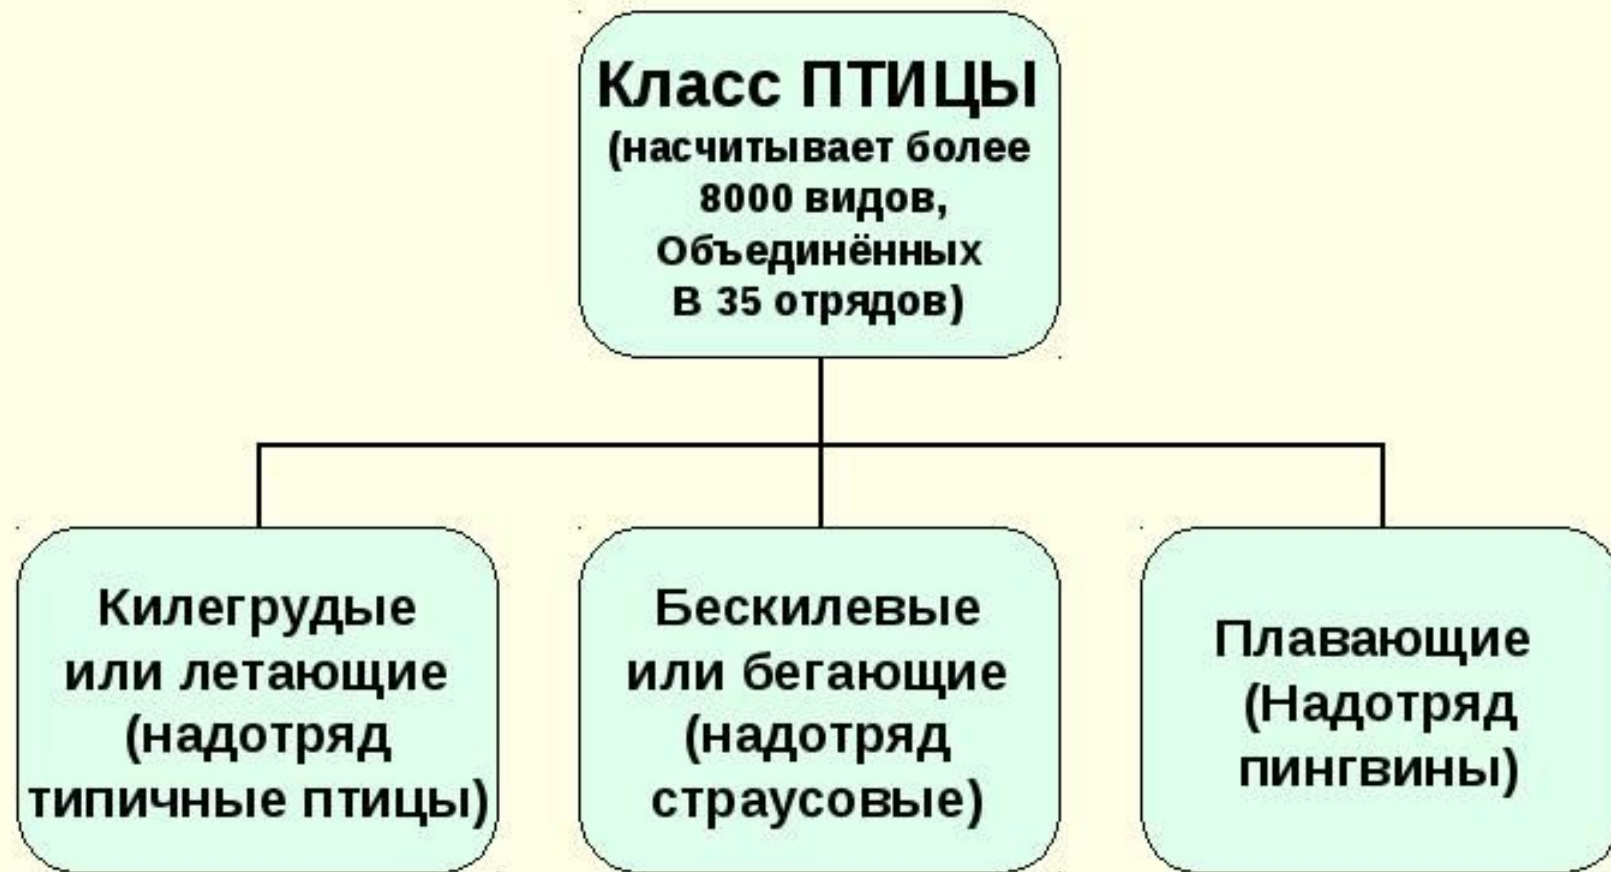 Класс ПТИЦЫ
(насчитывает более
8000 видов,
Объединённых
В 35 отрядов)
Килегрудые
или летающие
(надотряд
типичные птицы)
Бескилевые
или бегающие
(надотряд
страусовые)
Плавающие
(Надотряд
пингвины)